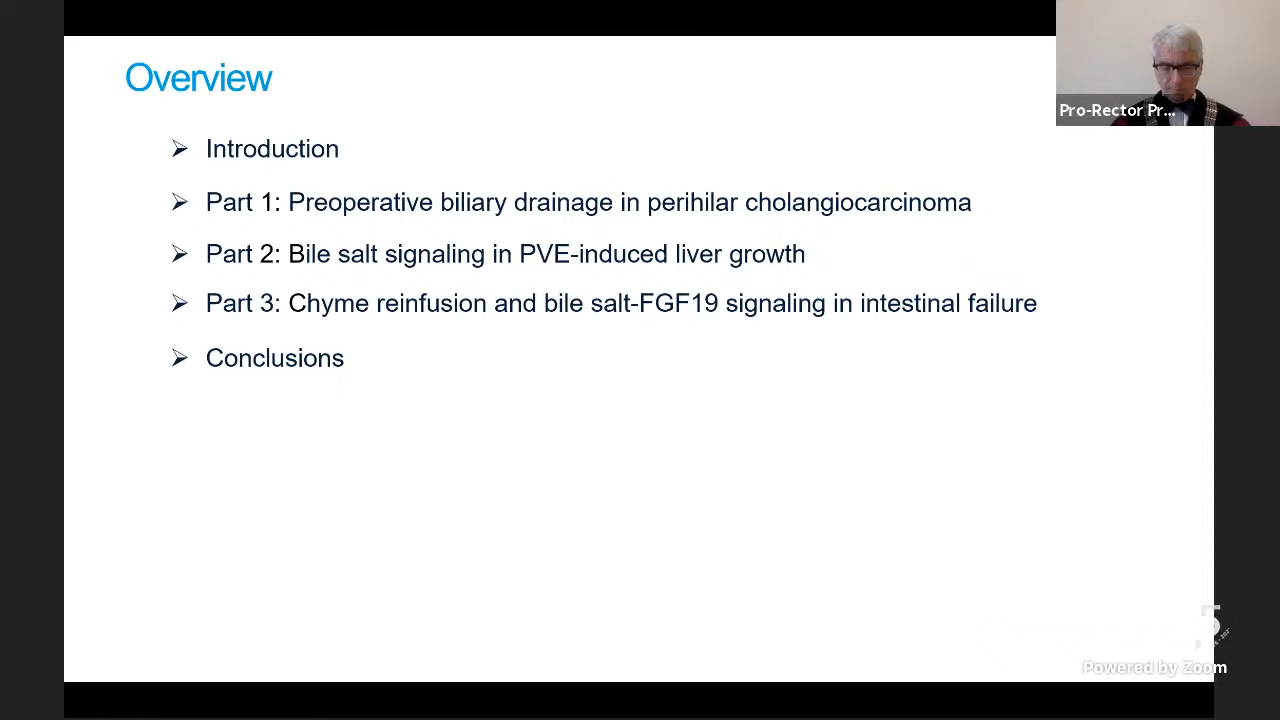 Overview
Pro-Rector Pr...
➢ Introduction
➢ Part 1: Preoperative biliary drainage in perihilar cholangiocarcinoma
➢ Part 2: Bile salt signaling in PVE-induced liver growth
➢ Part 3: Chyme reinfusion and bile salt-FGF19 signaling in intestinal failure
➢ Conclusions
5
Powered by Zoom